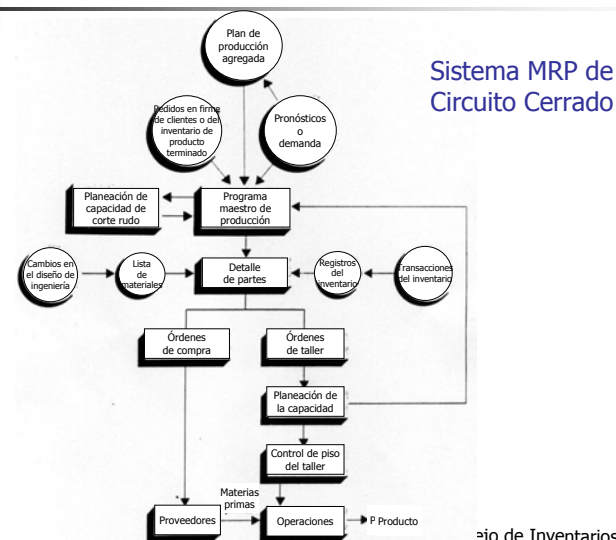 Plan de
producción
agregada
Sistema MRP de
Circuito Cerrado
Pedidos en firme
de clientes o del
inventario de
producto
terminado
Pronósticos
o
demanda
Planeación de
capacidad de
corte rudo
Programa
maestro de
producción
Cambios en
el diseño de
ingeniería
Lista
de
materiales
Detalle
de partes
Registros
del
inventario
Transacciones
del inventario
Órdenes
de compra
Órdenes
de taller
Planeación de
la capacidad
Control de piso
del taller
Materias
primas
Proveedores
Operaciones
P Producto
ejo de Inventarios